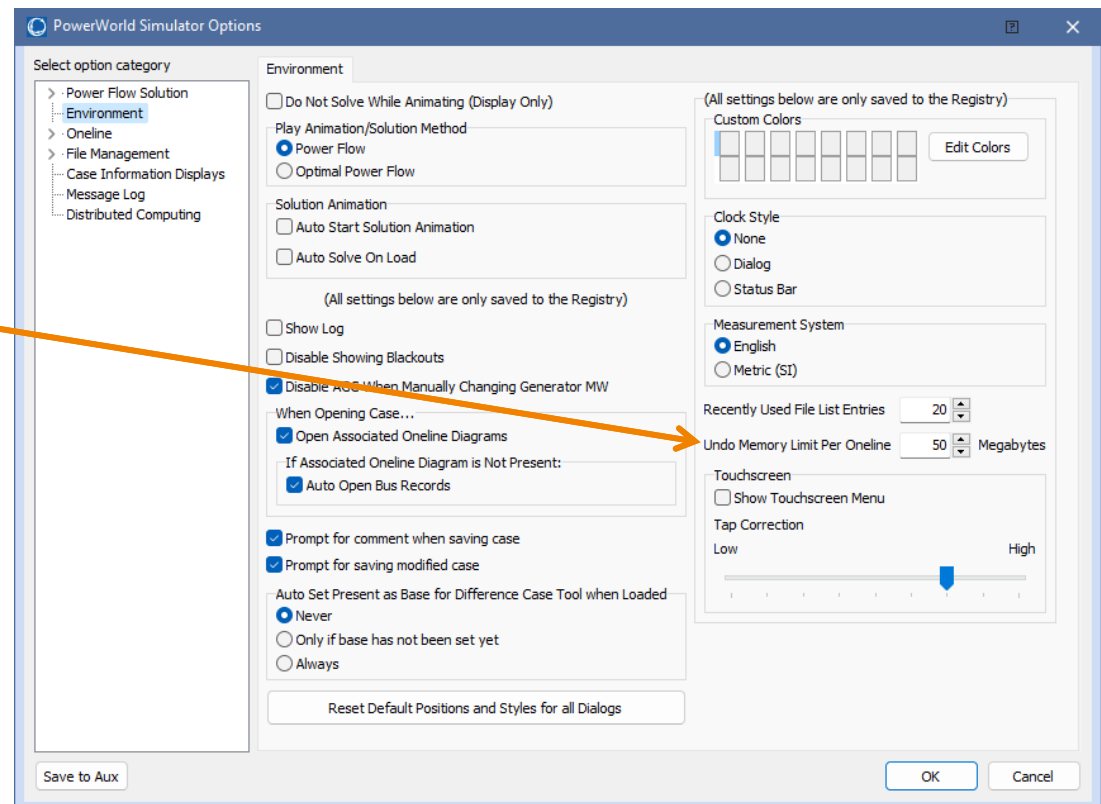 PowerWorld Simulator Options
Select option category
Power Flow Solution
Environment
Oneline
File Management
Case Information Displays
Message Log
Distributed Computing
Environment
Do Not Solve While Animating (Display Only)
Play Animation/Solution Method
Power Flow
Optimal Power Flow
Solution Animation
Auto Start Solution Animation
Auto Solve On Load
(All settings below are only saved to the Registry)
Show Log
Disable Showing Blackouts
Disable AGC When Manually Changing Generator MW
When Opening Case...
Open Associated Oneline Diagrams
If Associated Oneline Diagram is Not Present:
Auto Open Bus Records
Prompt for comment when saving case
Prompt for saving modified case
Auto Set Present as Base for Difference Case Tool when Loaded
Never
Only if base has not been set yet
Always
Reset Default Positions and Styles for all Dialogs
(All settings below are only saved to the Registry)
Custom Colors
Edit Colors
Clock Style
None
Dialog
Status Bar
Measurement System
English
Metric (SI)
Recently Used File List Entries 20
Undo Memory Limit Per Oneline 50 Megabytes
Touchscreen
Show Touchscreen Menu
Tap Correction
Low High
Save to Aux
OK Cancel